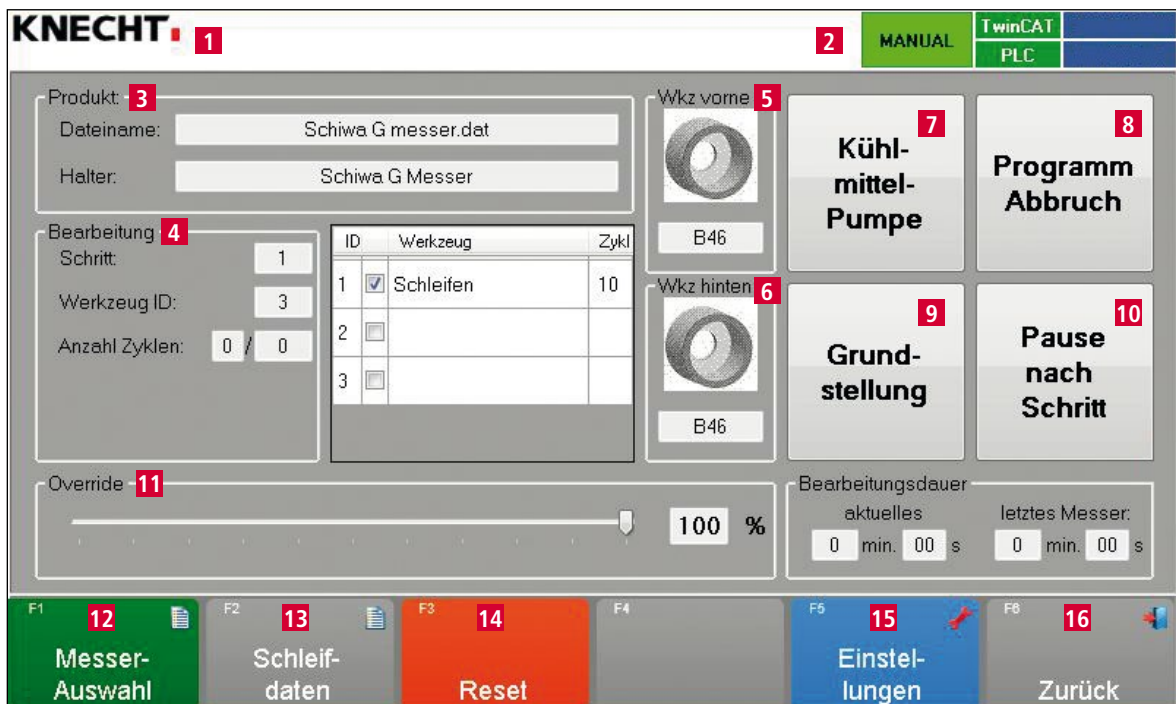 KNECHT
1
2
MANUAL
TwinCAT
PLC
Produkt: 3
Dateiname: Schiwa G messer.dat
Halter: Schiwa G Messer
Bearbeitung 4
Schritt: 1
Werkzeug ID: 3
Anzahl Zyklen: 0 / 0
ID Werkzeug Zykl
1 Schleifen 10
2
3
Wkz vorne 5
B46
Wkz hinten 6
B46
7
Kühl-
mittel-
Pumpe
8
Programm
Abbruch
9
Grund-
stellung
10
Pause
nach
Schritt
Override 11
100 %
Bearbeitungsdauer
aktuelles
0 min. 00 s
letztes Messer:
0 min. 00 s
F1 12
Messer-
Auswahl
F2 13
Schleif-
daten
F3 14
Reset
F4
F5 15
Einstel-
lungen
F6 16
Zurück